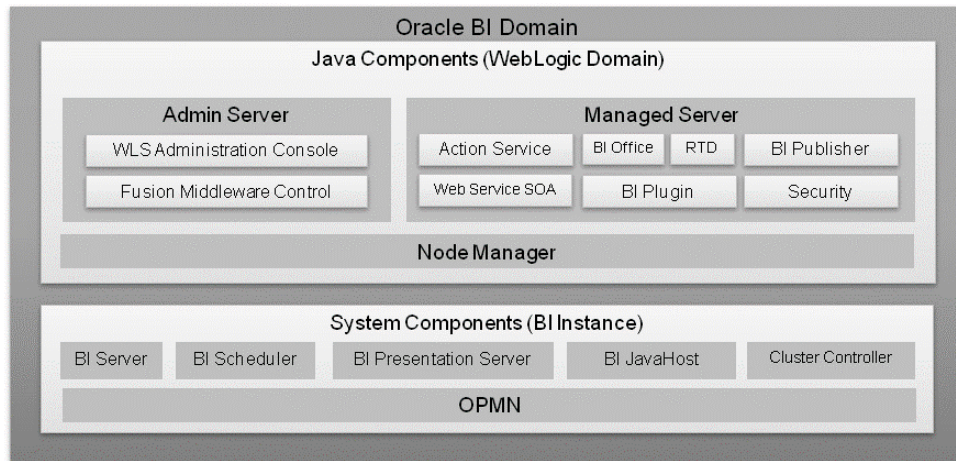 Oracle BI Domain
Java Components (WebLogic Domain)
Admin Server
WLS Administration Console
Fusion Middleware Control
Managed Server
Action Service
BI Office
RTD
BI Publisher
Web Service SOA
BI Plugin
Security
Node Manager
System Components (BI Instance)
BI Server
BI Scheduler
BI Presentation Server
BI JavaHost
Cluster Controller
OPMN